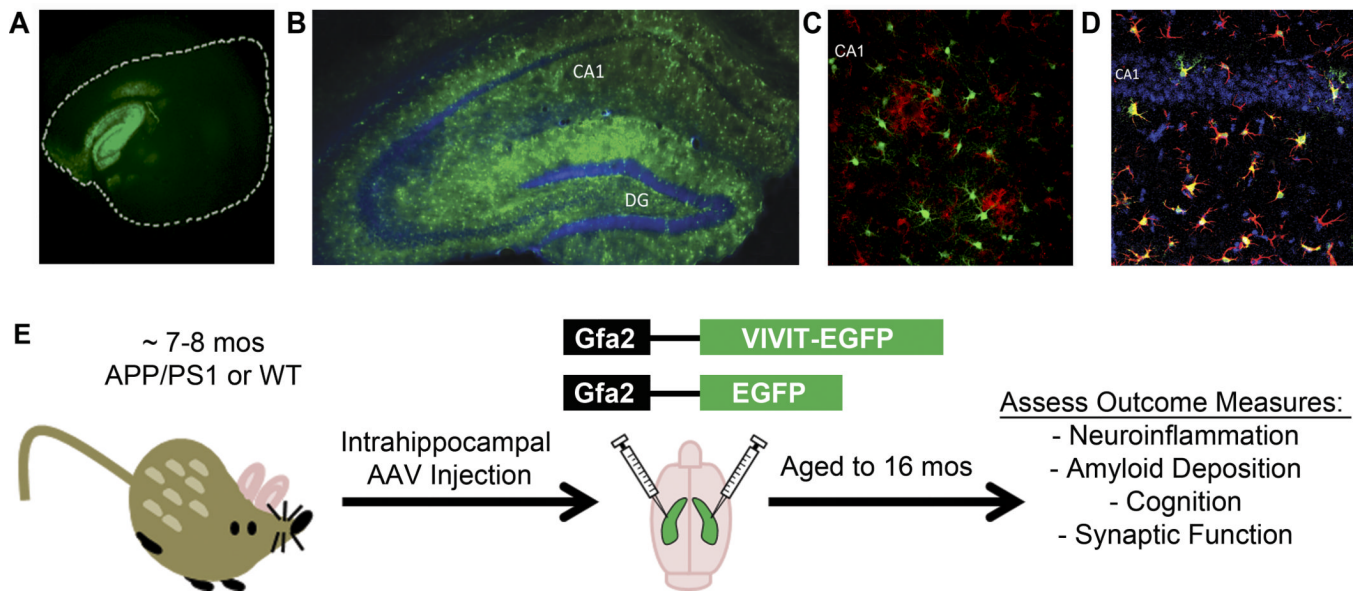 A
B
C
D
CA1
DG
CA1
CA1
E
~ 7-8 mos
APP/PS1 or WT
Gfa2
VIVIT-EGFP
Gfa2
EGFP
Intrahippocampal
AAV Injection
Aged to 16 mos
Assess Outcome Measures:
- Neuroinflammation
- Amyloid Deposition
- Cognition
- Synaptic Function